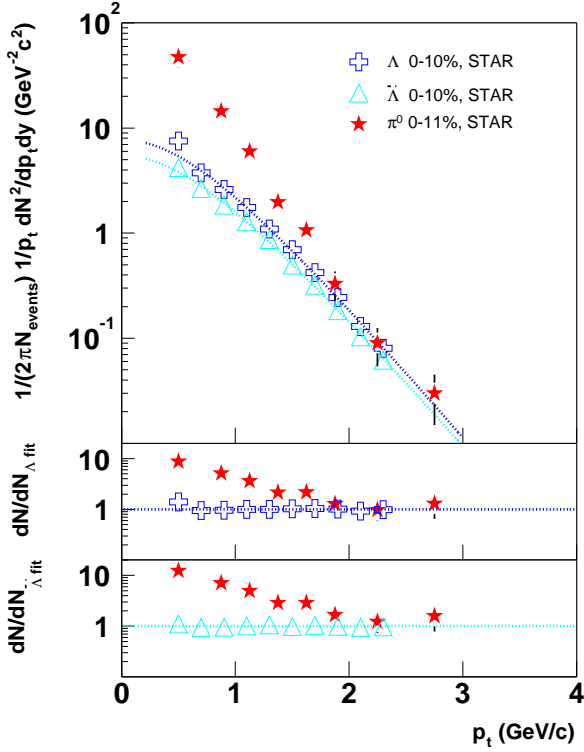 1/(2πN_events) 1/p_t dN²/dp_tdy (GeV⁻²c²)
10²
10
1
10⁻¹
Λ 0-10%, STAR
Λ̈ 0-10%, STAR
π⁰ 0-11%, STAR
dN/dN_Λ fit
10
1
dN/dN_Λ̈ fit
10
1
0 1 2 3 4
p_t (GeV/c)